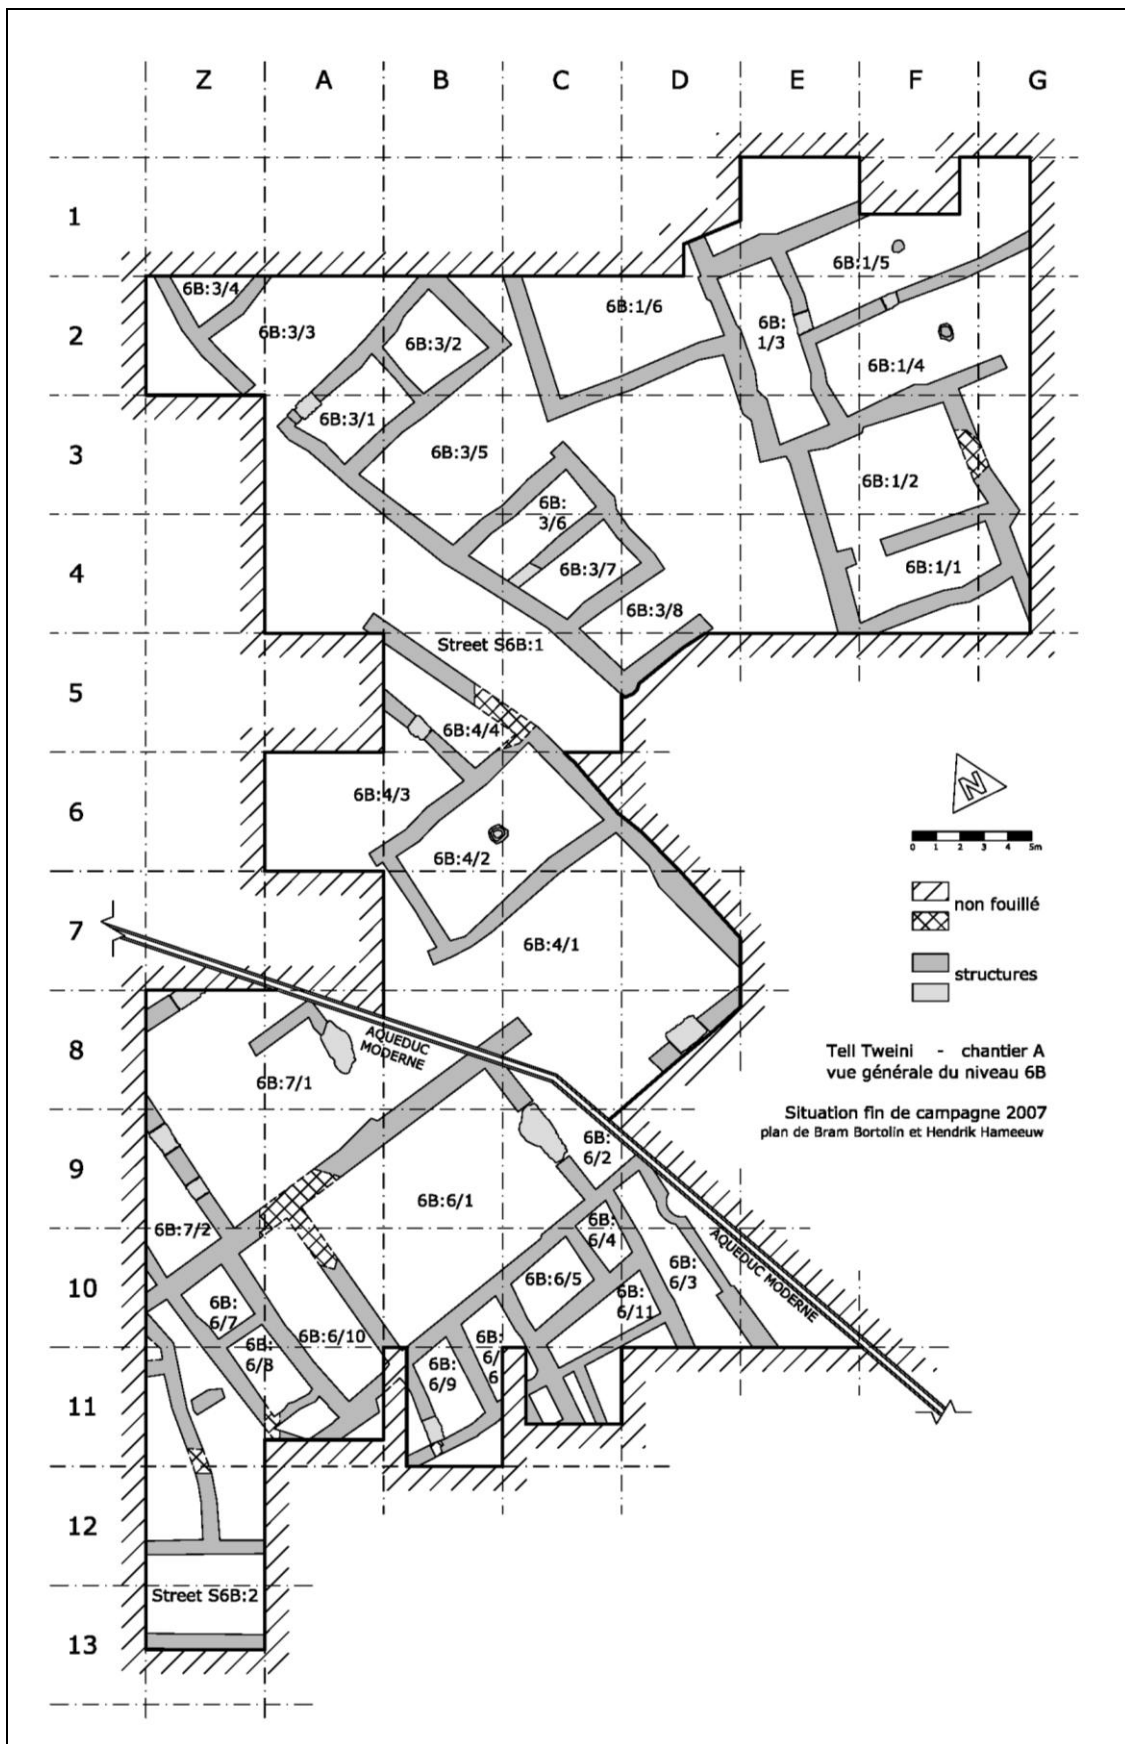 Z A B C D E F G
1
6B:1/5
6B:3/4
6B:3/3
6B:1/6
2
6B:3/2
6B:
1/3
6B:1/4
6B:3/1
3
6B:3/5
6B:1/2
6B:
3/6
4
6B:3/7
6B:1/1
6B:3/8
Street S6B:1
5
6B:4/4
6B:4/3
6
N
6B:4/2
0 1 2 3 4 5m
non fouillé
7
6B:4/1
structures
8
AQUEDUC
MODERNE
6B:7/1
Tell Tweini - chantier A
vue générale du niveau 6B
Situation fin de campagne 2007
plan de Bram Bortolin et Hendrik Hameeuw
6B:
6/2
9
6B:6/1
6B:7/2
6B:
6/4
AQUEDUC MODERNE
6B:
6/3
10
6B:6/5
6B:
6/11
6B:
6/7
6B:6/10
6B:
6/8
6B:
6/
6
6B:
6/9
11
12
Street S6B:2
13